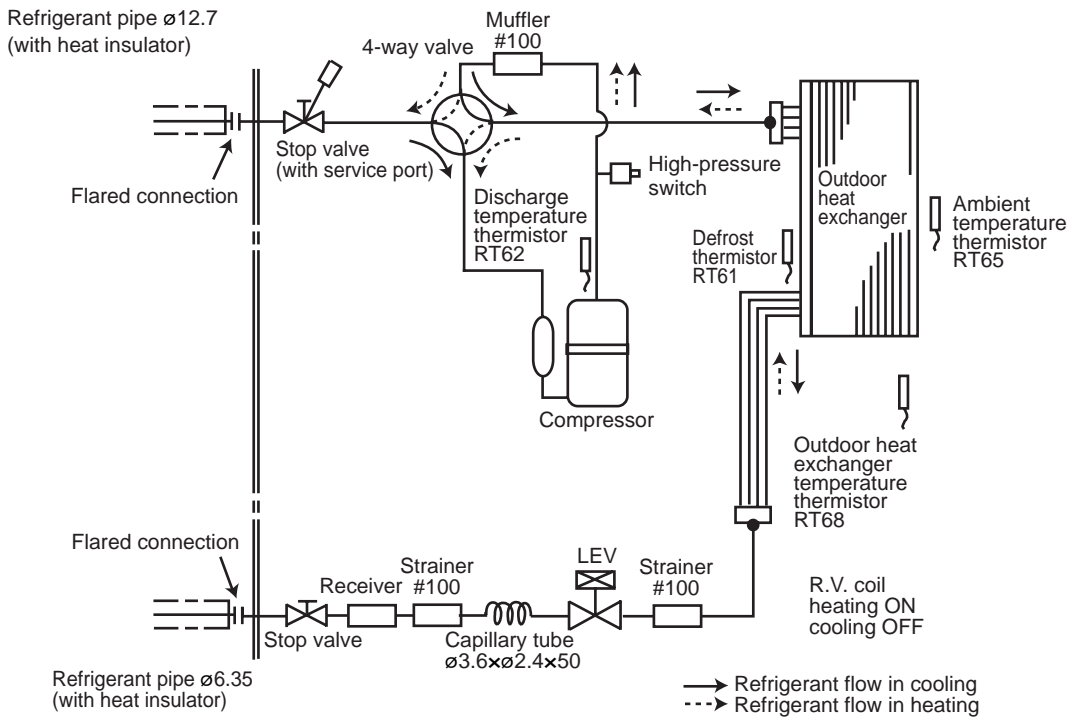 Refrigerant pipe ø12.7
(with heat insulator)
Muffler
#100
4-way valve
Stop valve
(with service port)
Flared connection
High-pressure
switch
Discharge
temperature
thermistor
RT62
Outdoor
heat
exchanger
Ambient
temperature
thermistor
RT65
Defrost
thermistor
RT61
Compressor
Outdoor heat
exchanger
temperature
thermistor
RT68
Flared connection
Receiver
Strainer
#100
LEV
Strainer
#100
R.V. coil
heating ON
cooling OFF
Stop valve
Capillary tube
ø3.6×ø2.4×50
Refrigerant pipe ø6.35
(with heat insulator)
Refrigerant flow in cooling
Refrigerant flow in heating